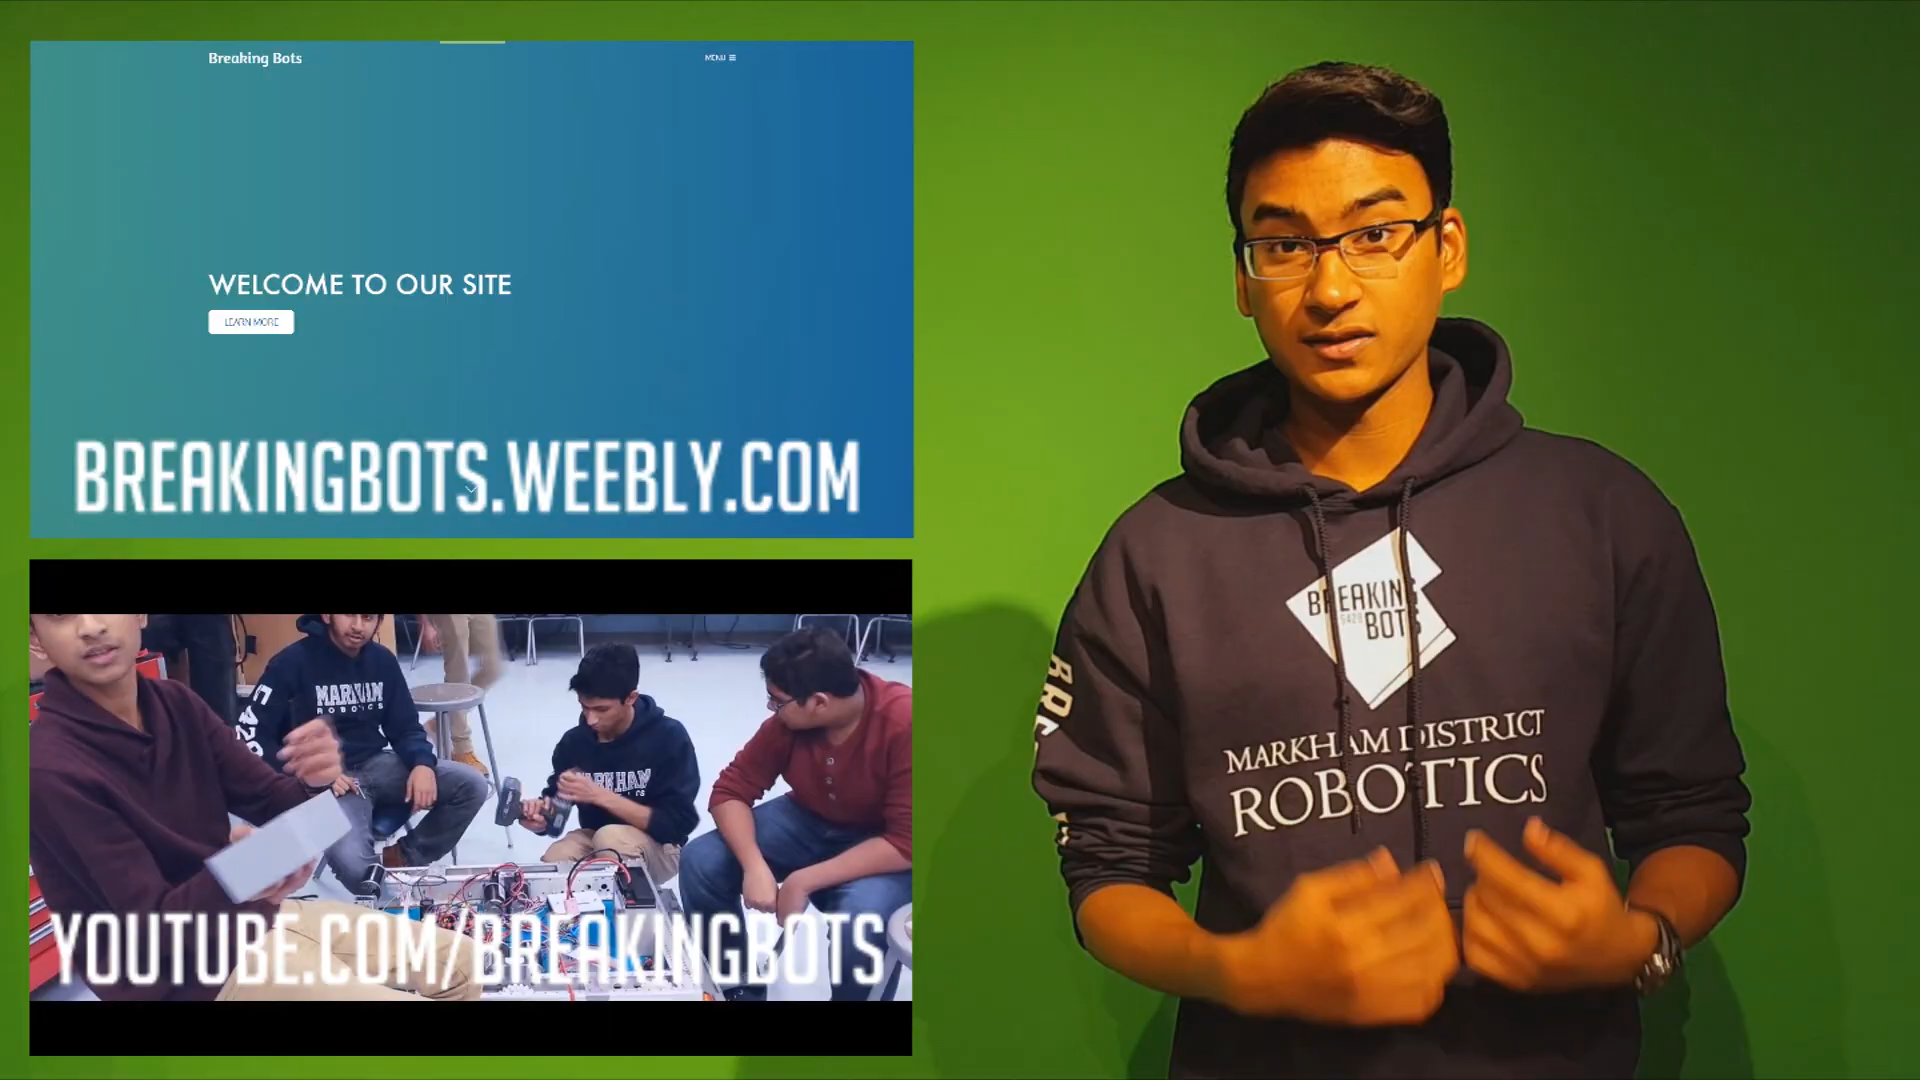 Breaking Bots
MENU
WELCOME TO OUR SITE
LEARN MORE
BREAKINGBOTS.WEEBLY.COM
MARKHAM
ROBOTICS
MARKHAM
YOUTUBE.COM/BREAKINGBOTS
BREAKING
BOTS
MARKHAM DISTRICT
ROBOTICS